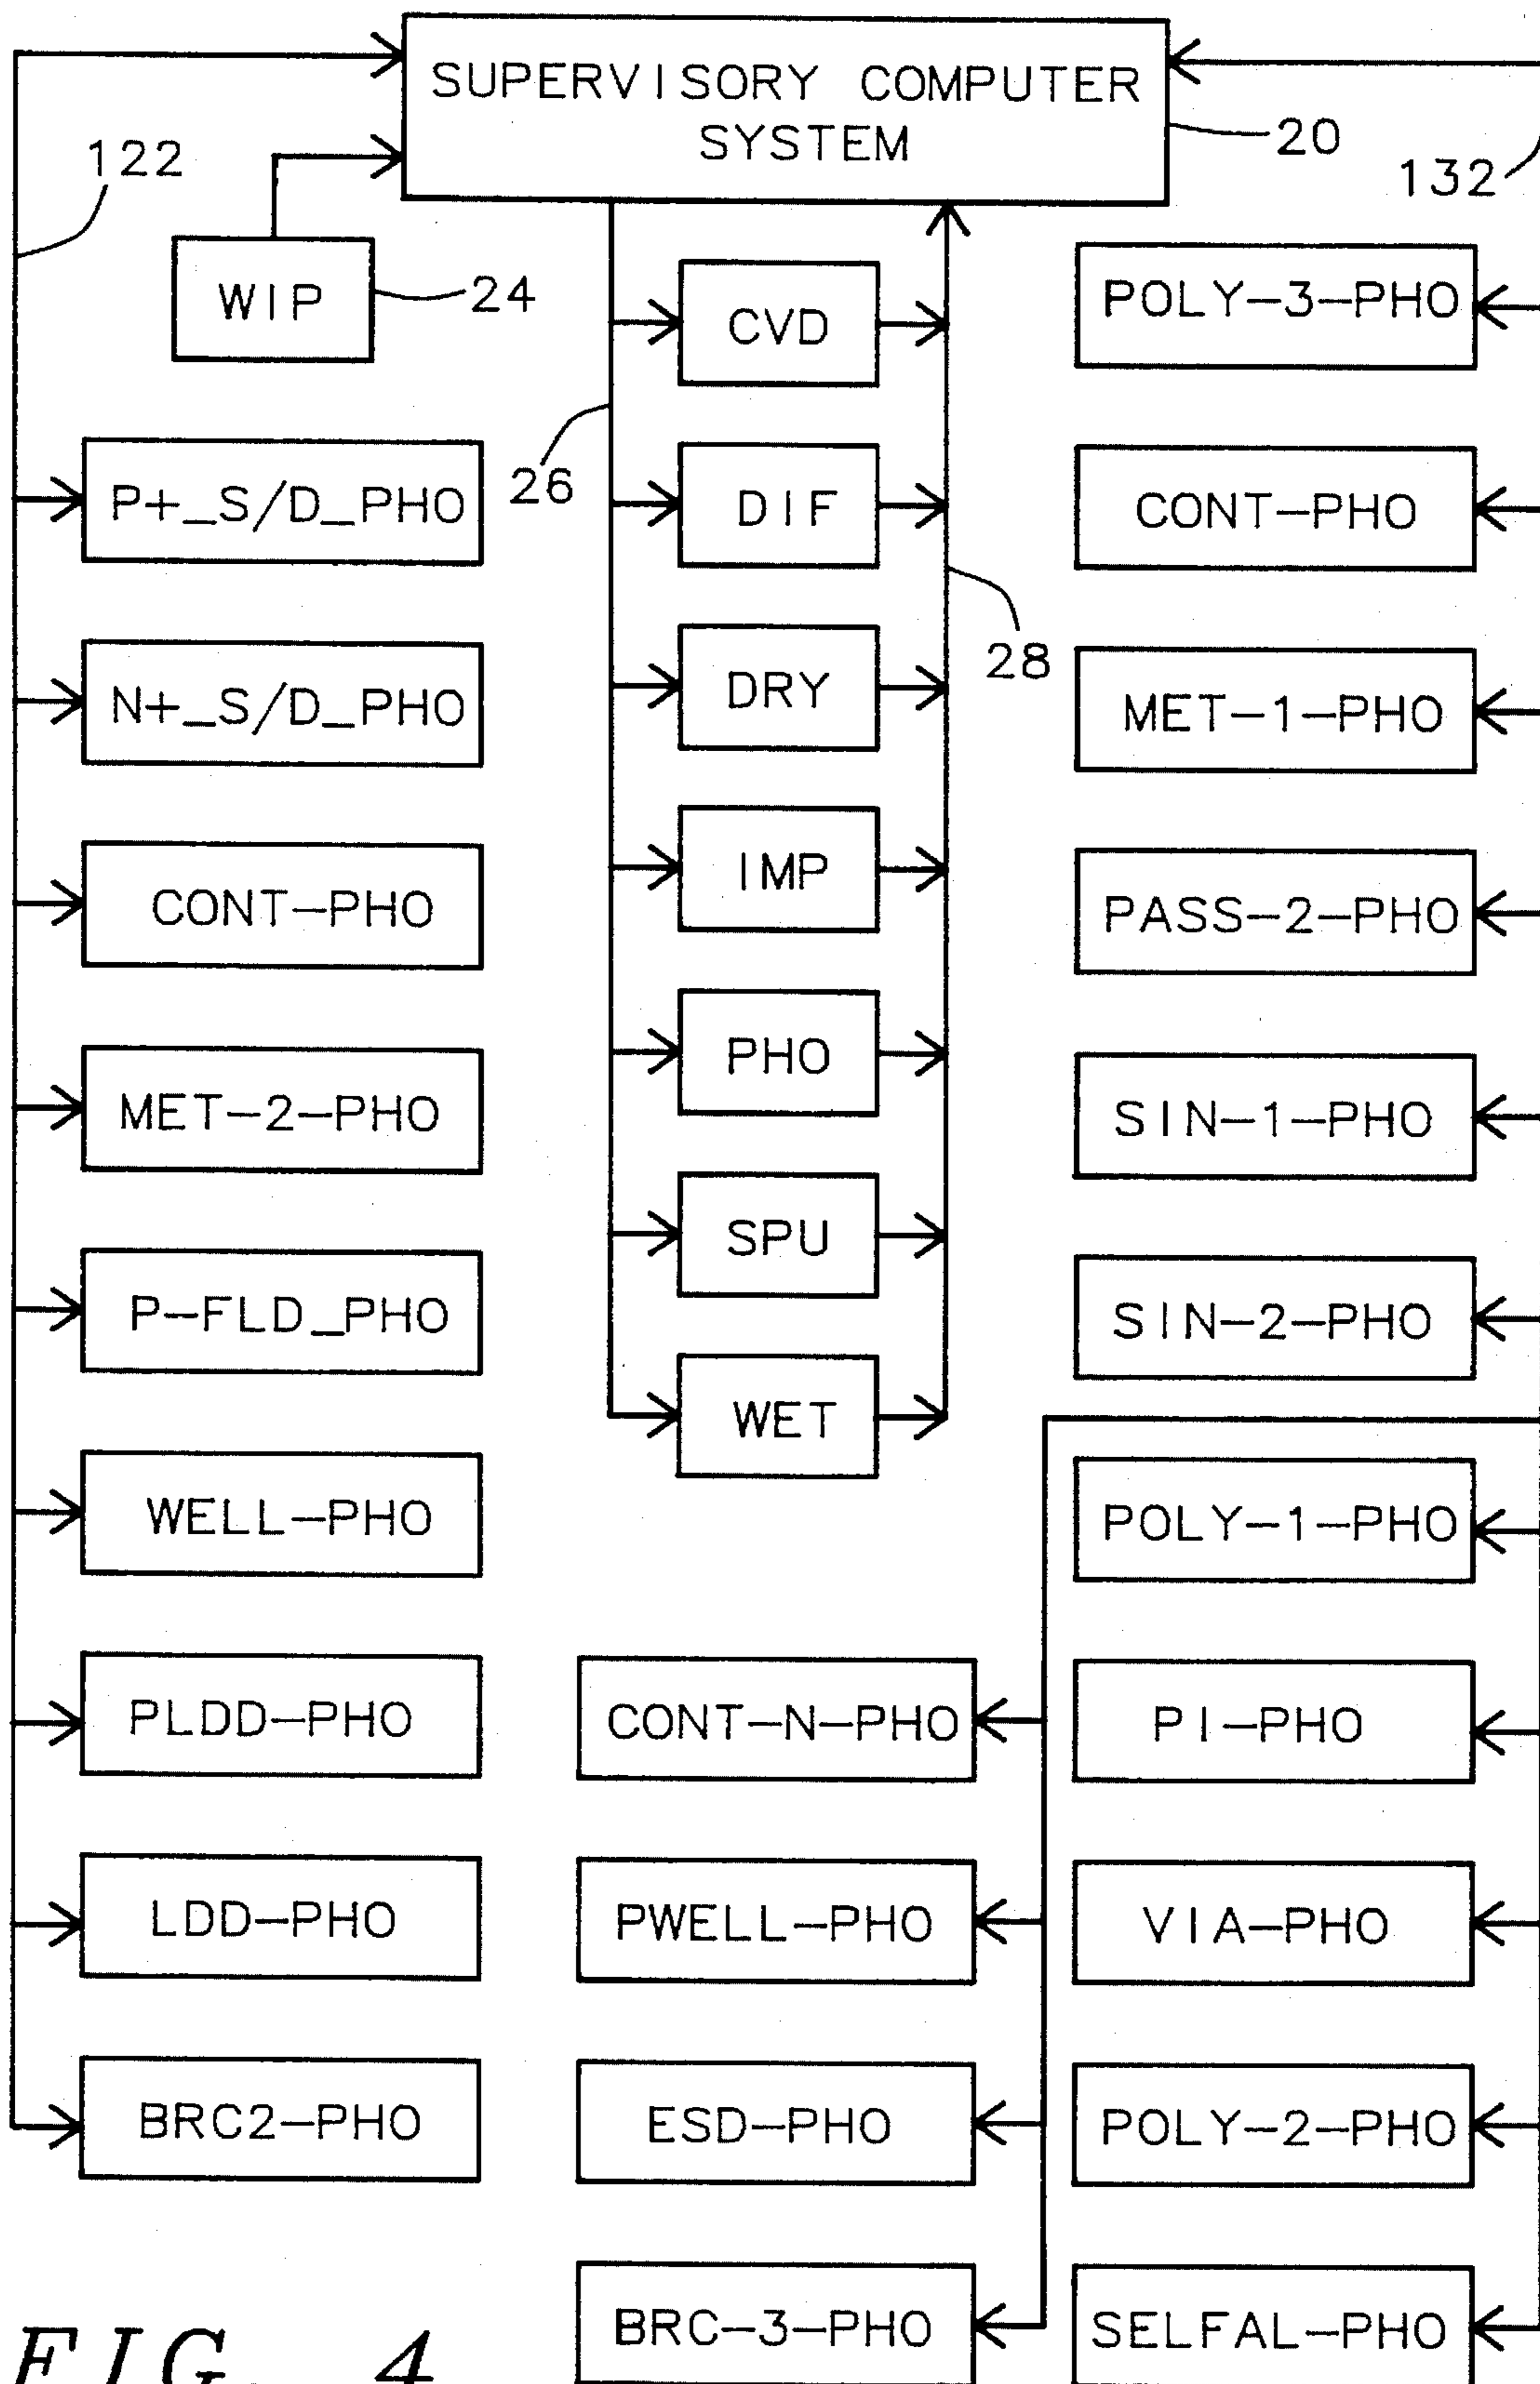 SUPERVISORY COMPUTER
SYSTEM
20
122
132
WIP
24
26
28
CVD
DIF
DRY
IMP
PHO
SPU
WET
P+_S/D_PHO
N+_S/D_PHO
CONT-PHO
MET-2-PHO
P-FLD_PHO
WELL-PHO
PLDD-PHO
LDD-PHO
BRC2-PHO
CONT-N-PHO
PWELL-PHO
ESD-PHO
BRC-3-PHO
POLY-3-PHO
CONT-PHO
MET-1-PHO
PASS-2-PHO
SIN-1-PHO
SIN-2-PHO
POLY-1-PHO
PI-PHO
VIA-PHO
POLY-2-PHO
SELFAL-PHO
FIG. 4